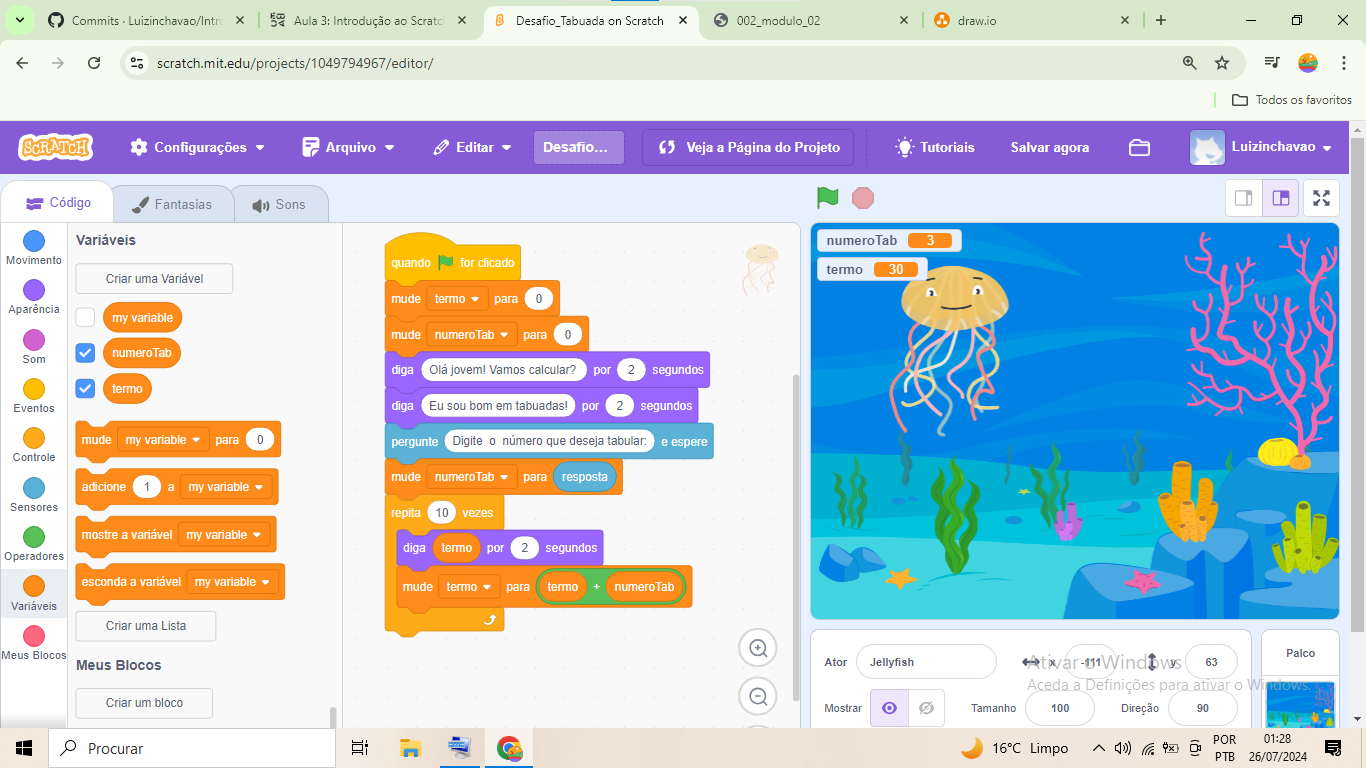 Commits · Luizinchavao/Intro
Aula 3: Introdução ao Scratch
Desafio_Tabuada on Scratch
002_modulo_02
draw.io
scratch.mit.edu/projects/1049794967/editor/
Todos os favoritos
SCRATCH
Configurações
Arquivo
Editar
Desafio...
Veja a Página do Projeto
Tutoriais
Salvar agora
Luizinchavao
Código
Fantasias
Sons
Movimento
Aparência
Som
Eventos
Controle
Sensores
Operadores
Variáveis
Meus Blocos
Variáveis
Criar uma Variável
my variable
numeroTab
termo
mude my variable para 0
adicione 1 a my variable
mostre a variável my variable
esconda a variável my variable
Criar uma Lista
Meus Blocos
Criar um bloco
quando for clicado
mude termo para 0
mude numeroTab para 0
diga Olá jovem! Vamos calcular? por 2 segundos
diga Eu sou bom em tabuadas! por 2 segundos
pergunte Digite o número que deseja tabular: e espere
mude numeroTab para resposta
repita 10 vezes
diga termo por 2 segundos
mude termo para termo + numeroTab
numeroTab 3
termo 30
Ator Jellyfish x -111 y 63
Mostrar Tamanho 100 Direção 90
Palco
Ativar o Windows
Aceda a Definições para ativar o Windows.
Procurar
16°C Limpo
POR
PTB
01:28
26/07/2024